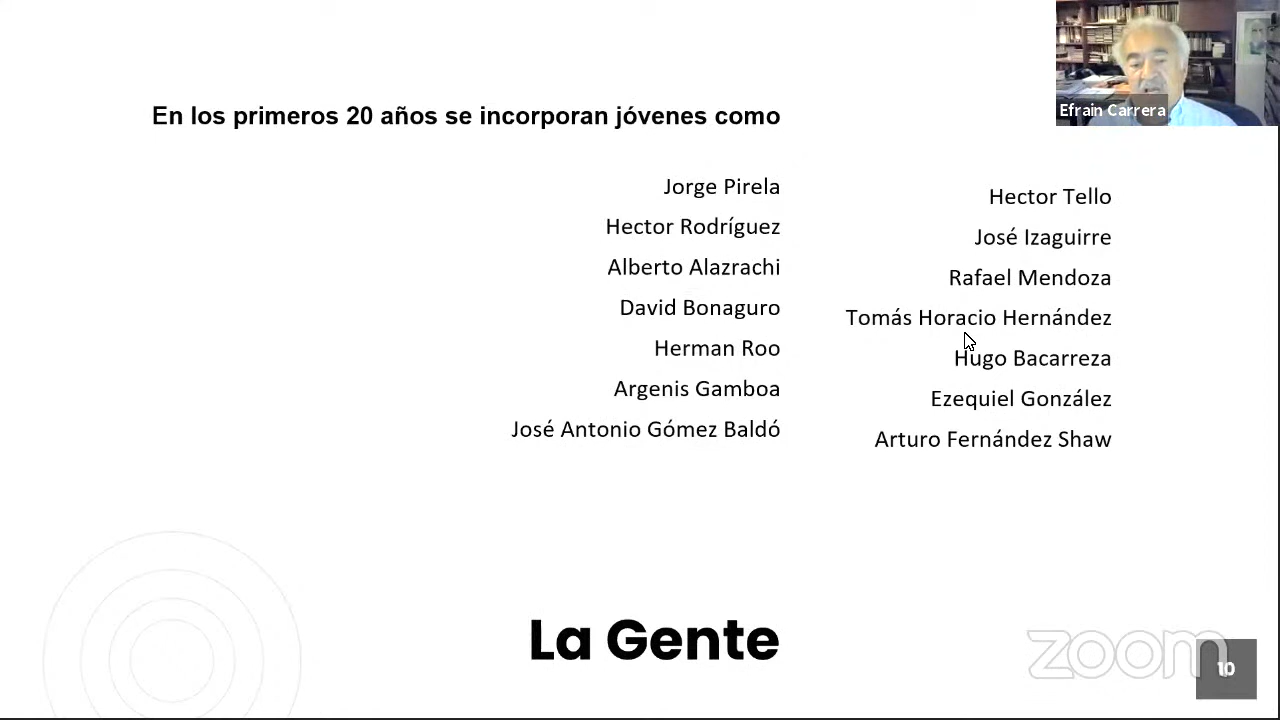 Efrain Carrera
En los primeros 20 años se incorporan jóvenes como
Jorge Pirela
Hector Rodríguez
Alberto Alazrachi
David Bonaguro
Herman Roo
Argenis Gamboa
José Antonio Gómez Baldó
Hector Tello
José Izaguirre
Rafael Mendoza
Tomás Horacio Hernández
Hugo Bacarreza
Ezequiel González
Arturo Fernández Shaw
La Gente
zoom
10